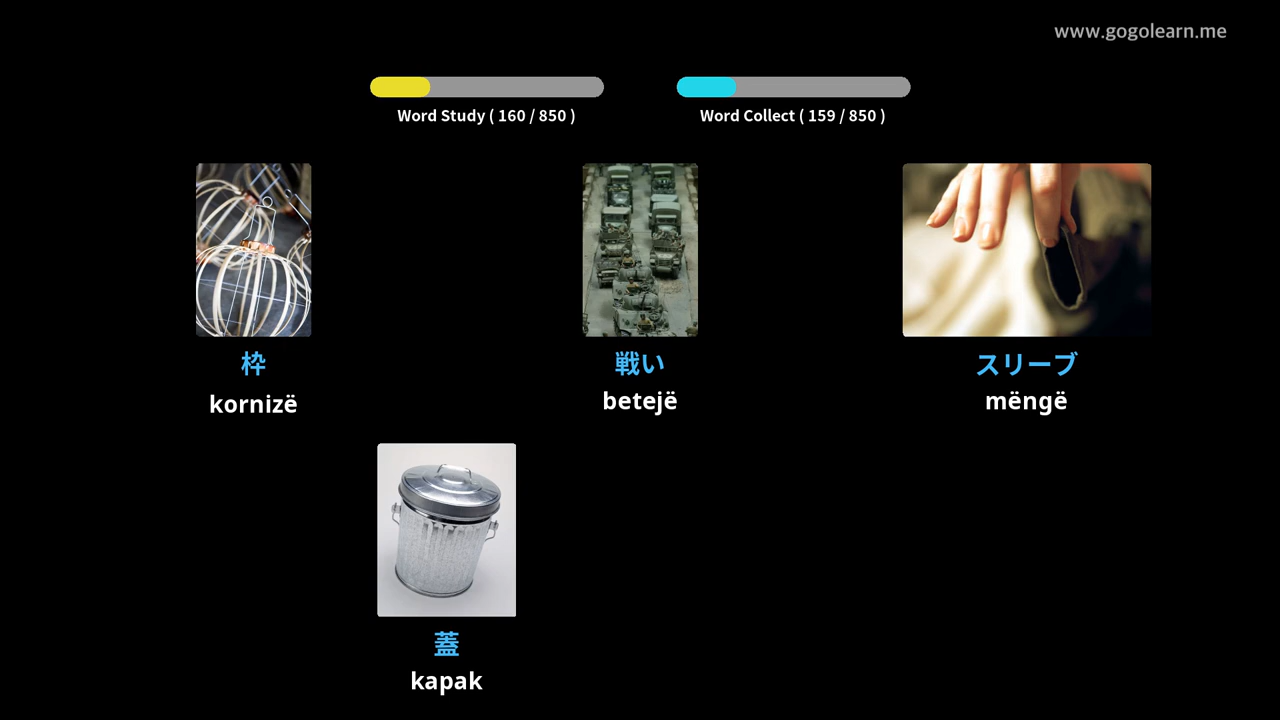 www.gogolearn.me
Word Study ( 160 / 850 )
Word Collect ( 159 / 850 )
枠
kornizë
戦い
betejë
スリーブ
mëngë
蓋
kapak